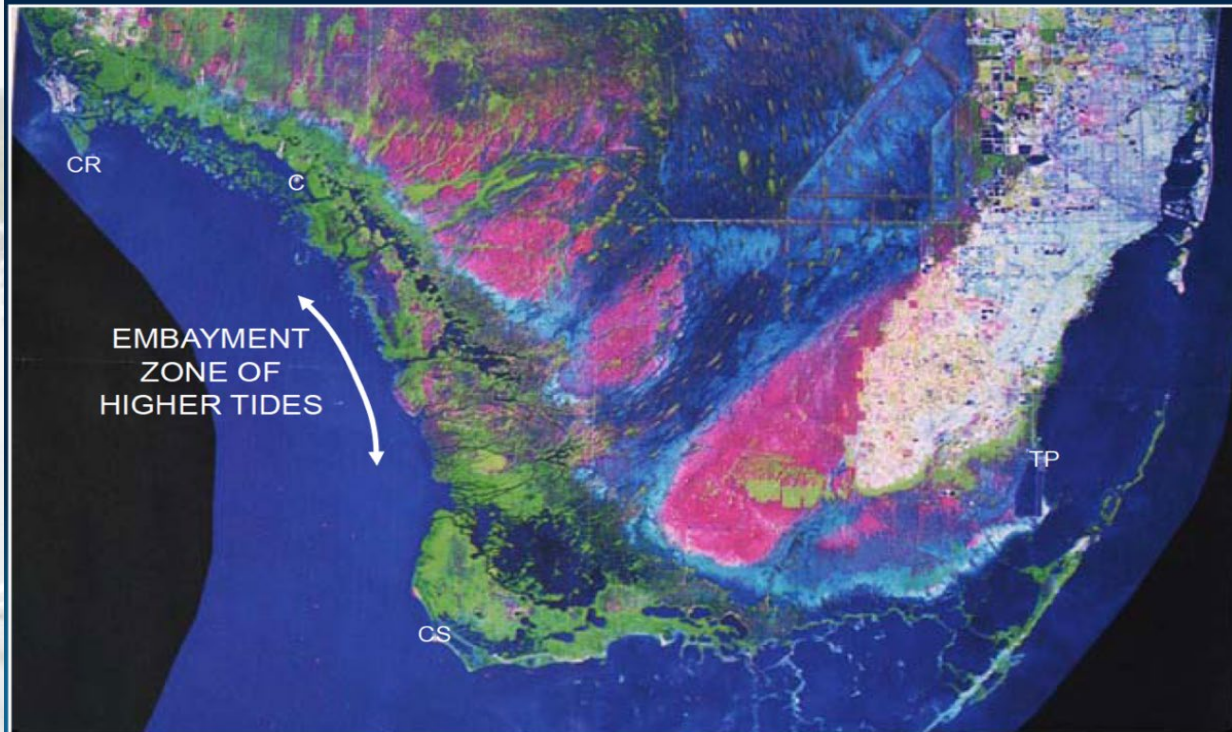 CR
C
EMBAYMENT
ZONE OF
HIGHER TIDES
TP
CS